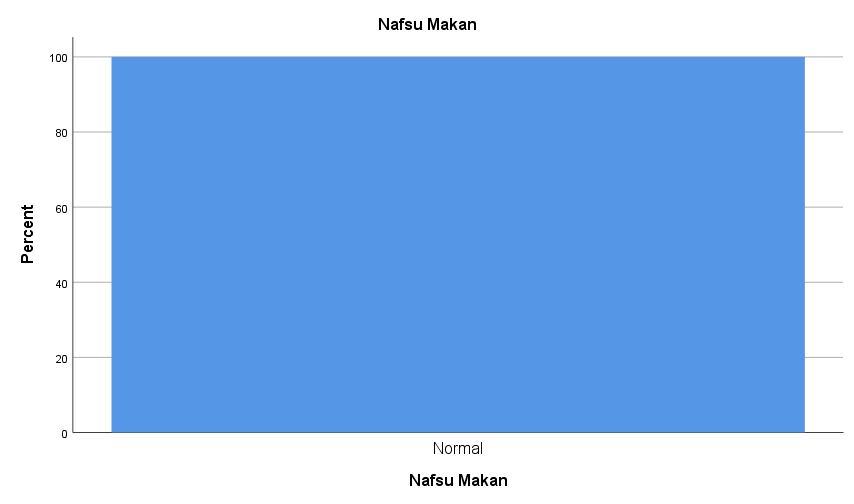 Nafsu Makan
100
80
60
40
20
0
Percent
Normal
Nafsu Makan